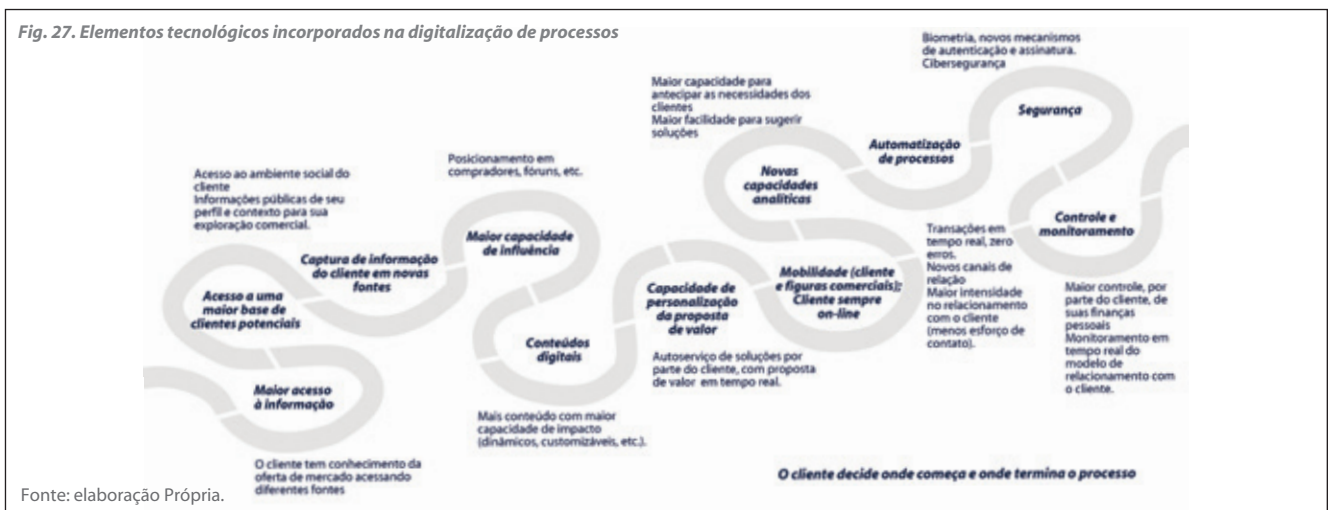 Fig. 27. Elementos tecnológicos incorporados na digitalização de processos
Biometria, novos mecanismos
de autenticação e assinatura.
Cibersegurança
Segurança
Maior capacidade para
antecipar as necessidades dos
clientes
Maior facilidade para sugerir
soluções
Automatização
de processos
Novas
capacidades
analíticas
Posicionamento em
compradores, fóruns, etc.
Acesso ao ambiente social do
cliente
Informações públicas de seu
perfil e contexto para sua
exploração comercial.
Maior capacidade
de influência
Captura de informação
do cliente em novas
fontes
Acesso a uma
maior base de
clientes potenciais
Controle e
monitoramento
Transações em
tempo real, zero
erros.
Novos canais de
relação
Maior intensidade
no relacionamento
com o cliente
(menos esforço de
contato).
Mobilidade (cliente
e figuras comerciais);
Cliente sempre
on-line
Capacidade de
personalização
da proposta
de valor
Maior controle, por
parte do cliente, de
suas finanças
pessoais
Monitoramento em
tempo real do
modelo de
relacionamento com
o cliente.
Conteúdos
digitais
Autoserviço de soluções por
parte do cliente, com proposta
de valor em tempo real.
Maior acesso
à informação
Mais conteúdo com maior
capacidade de impacto
(dinâmicos, customizáveis, etc.).
O cliente tem conhecimento da
oferta de mercado acessando
diferentes fontes
O cliente decide onde começa e onde termina o processo
Fonte: elaboração Própria.